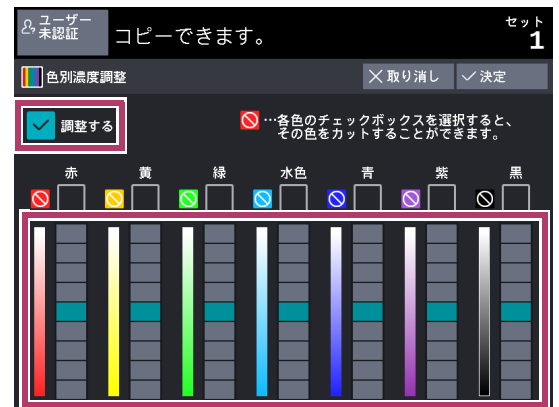 ユーザー
未認証
コピーできます。
セット
1
色別濃度調整
取り消し
決定
調整する
…各色のチェックボックスを選択すると、
その色をカットすることができます。
赤 黄 緑 水色 青 紫 黒